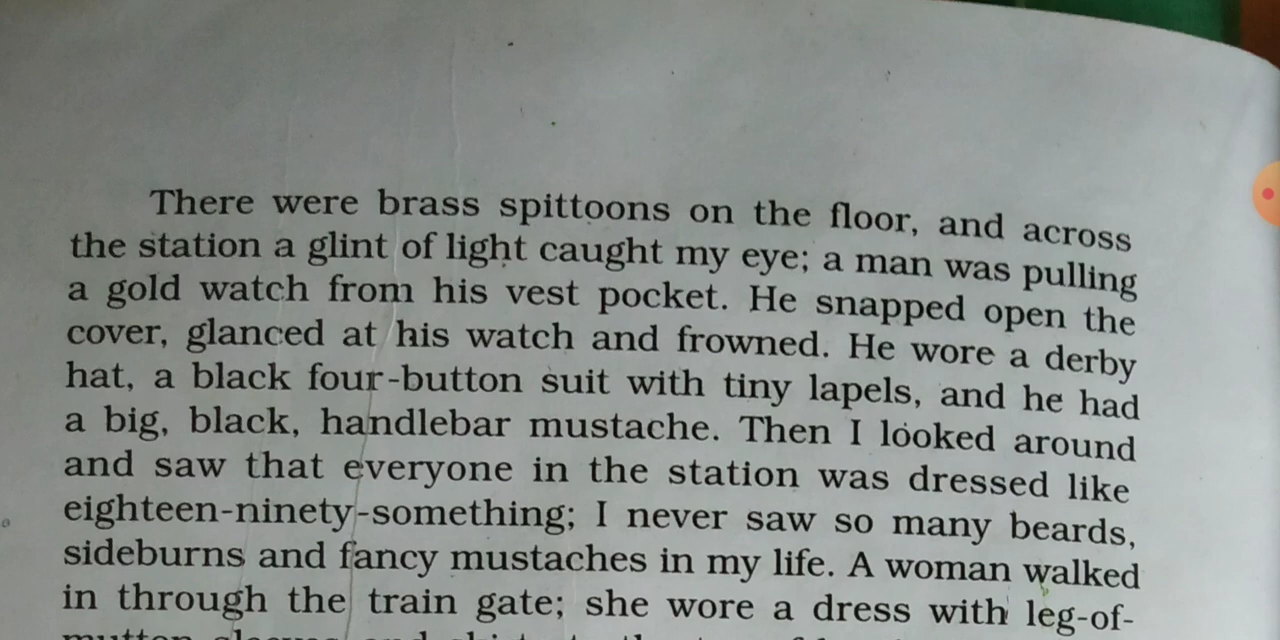 There were brass spittoons on the floor, and across
the station a glint of light caught my eye; a man was pulling
a gold watch from his vest pocket. He snapped open the
cover, glanced at his watch and frowned. He wore a derby
hat, a black four-button suit with tiny lapels, and he had
a big, black, handlebar mustache. Then I looked around
and saw that everyone in the station was dressed like
eighteen-ninety-something; I never saw so many beards,
sideburns and fancy mustaches in my life. A woman walked
in through the train gate; she wore a dress with leg-of-